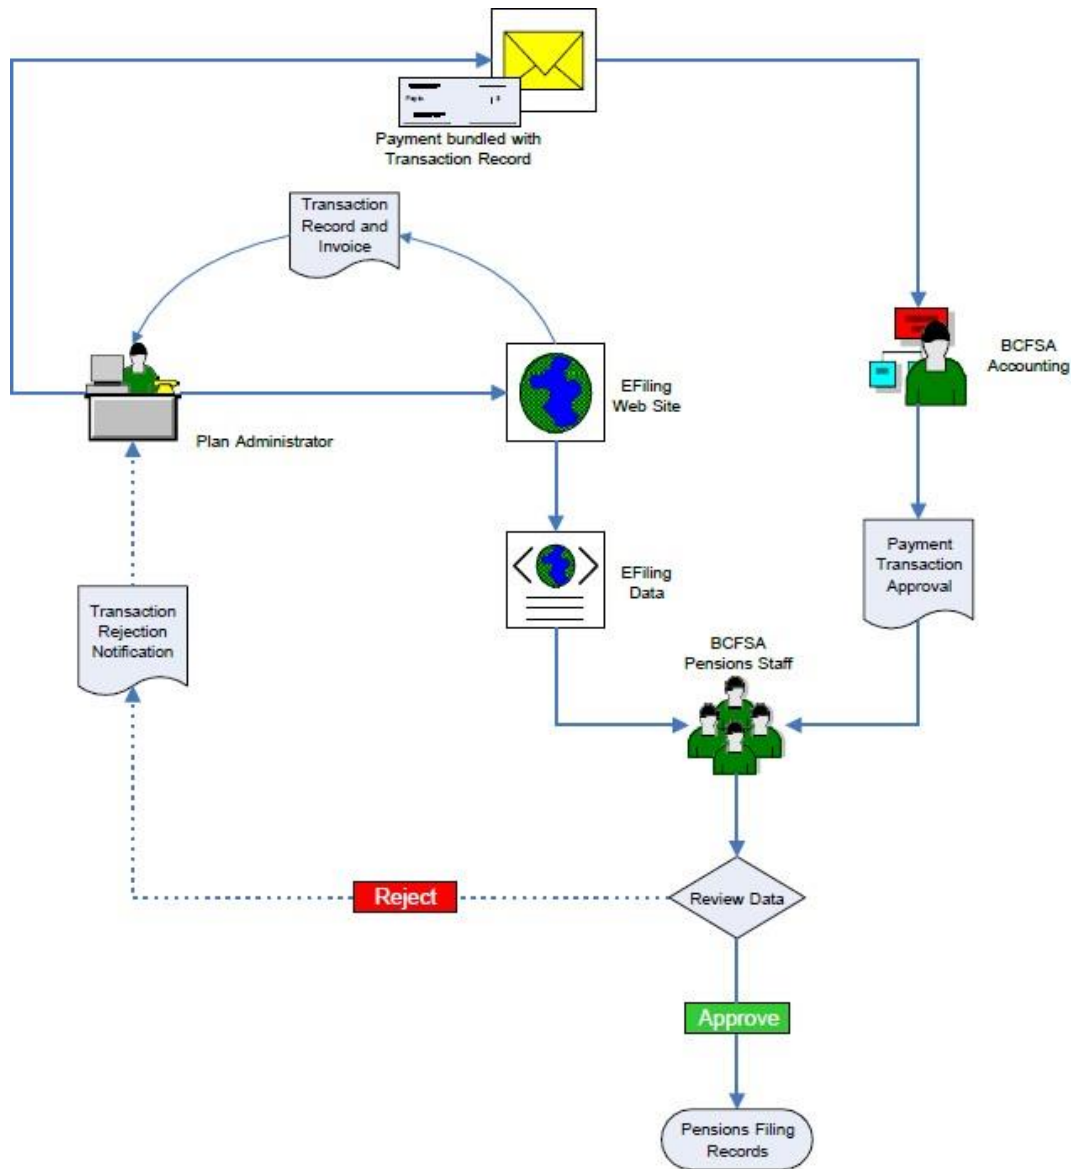 Payment bundled with
Transaction Record
Transaction
Record and
Invoice
BCFSA
Accounting
EFiling
Web Site
Plan Administrator
Payment
Transaction
Approval
EFiling
Data
Transaction
Rejection
Notification
BCFSA
Pensions Staff
Reject
Review Data
Approve
Pensions Filing
Records